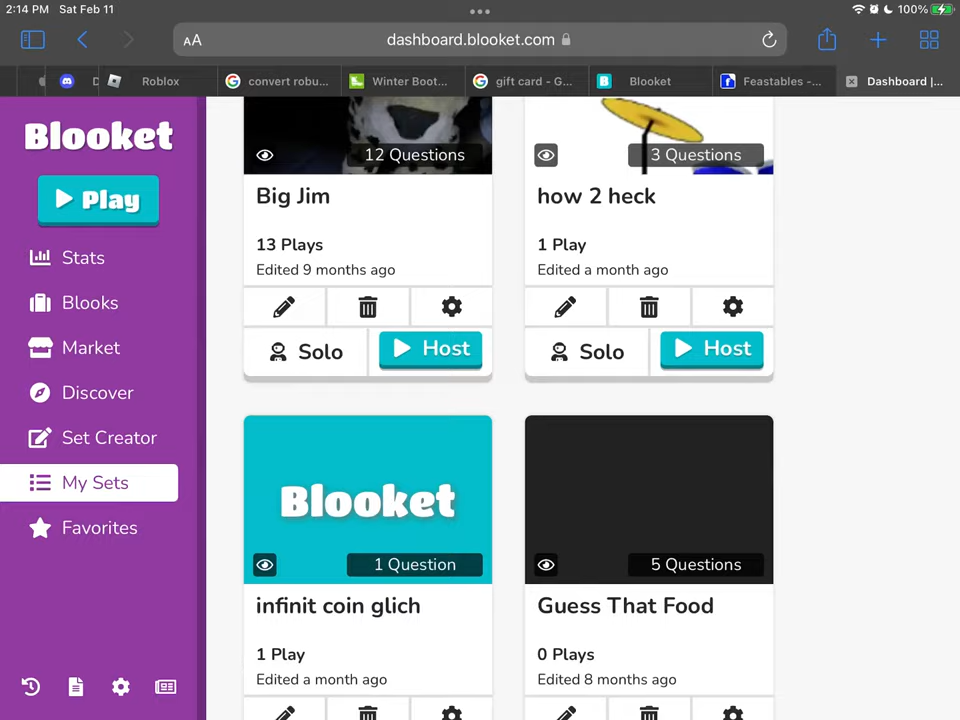 2:14 PM Sat Feb 11
100%
AA
dashboard.blooket.com
D
Roblox
convert robu...
Winter Boot...
gift card - G...
Blooket
Feastables -...
Dashboard |...
Blooket
Play
Stats
Blooks
Market
Discover
Set Creator
My Sets
Favorites
12 Questions
Big Jim
13 Plays
Edited 9 months ago
Solo
Host
3 Questions
how 2 heck
1 Play
Edited a month ago
Solo
Host
Blooket
1 Question
infinit coin glich
1 Play
Edited a month ago
5 Questions
Guess That Food
0 Plays
Edited 8 months ago